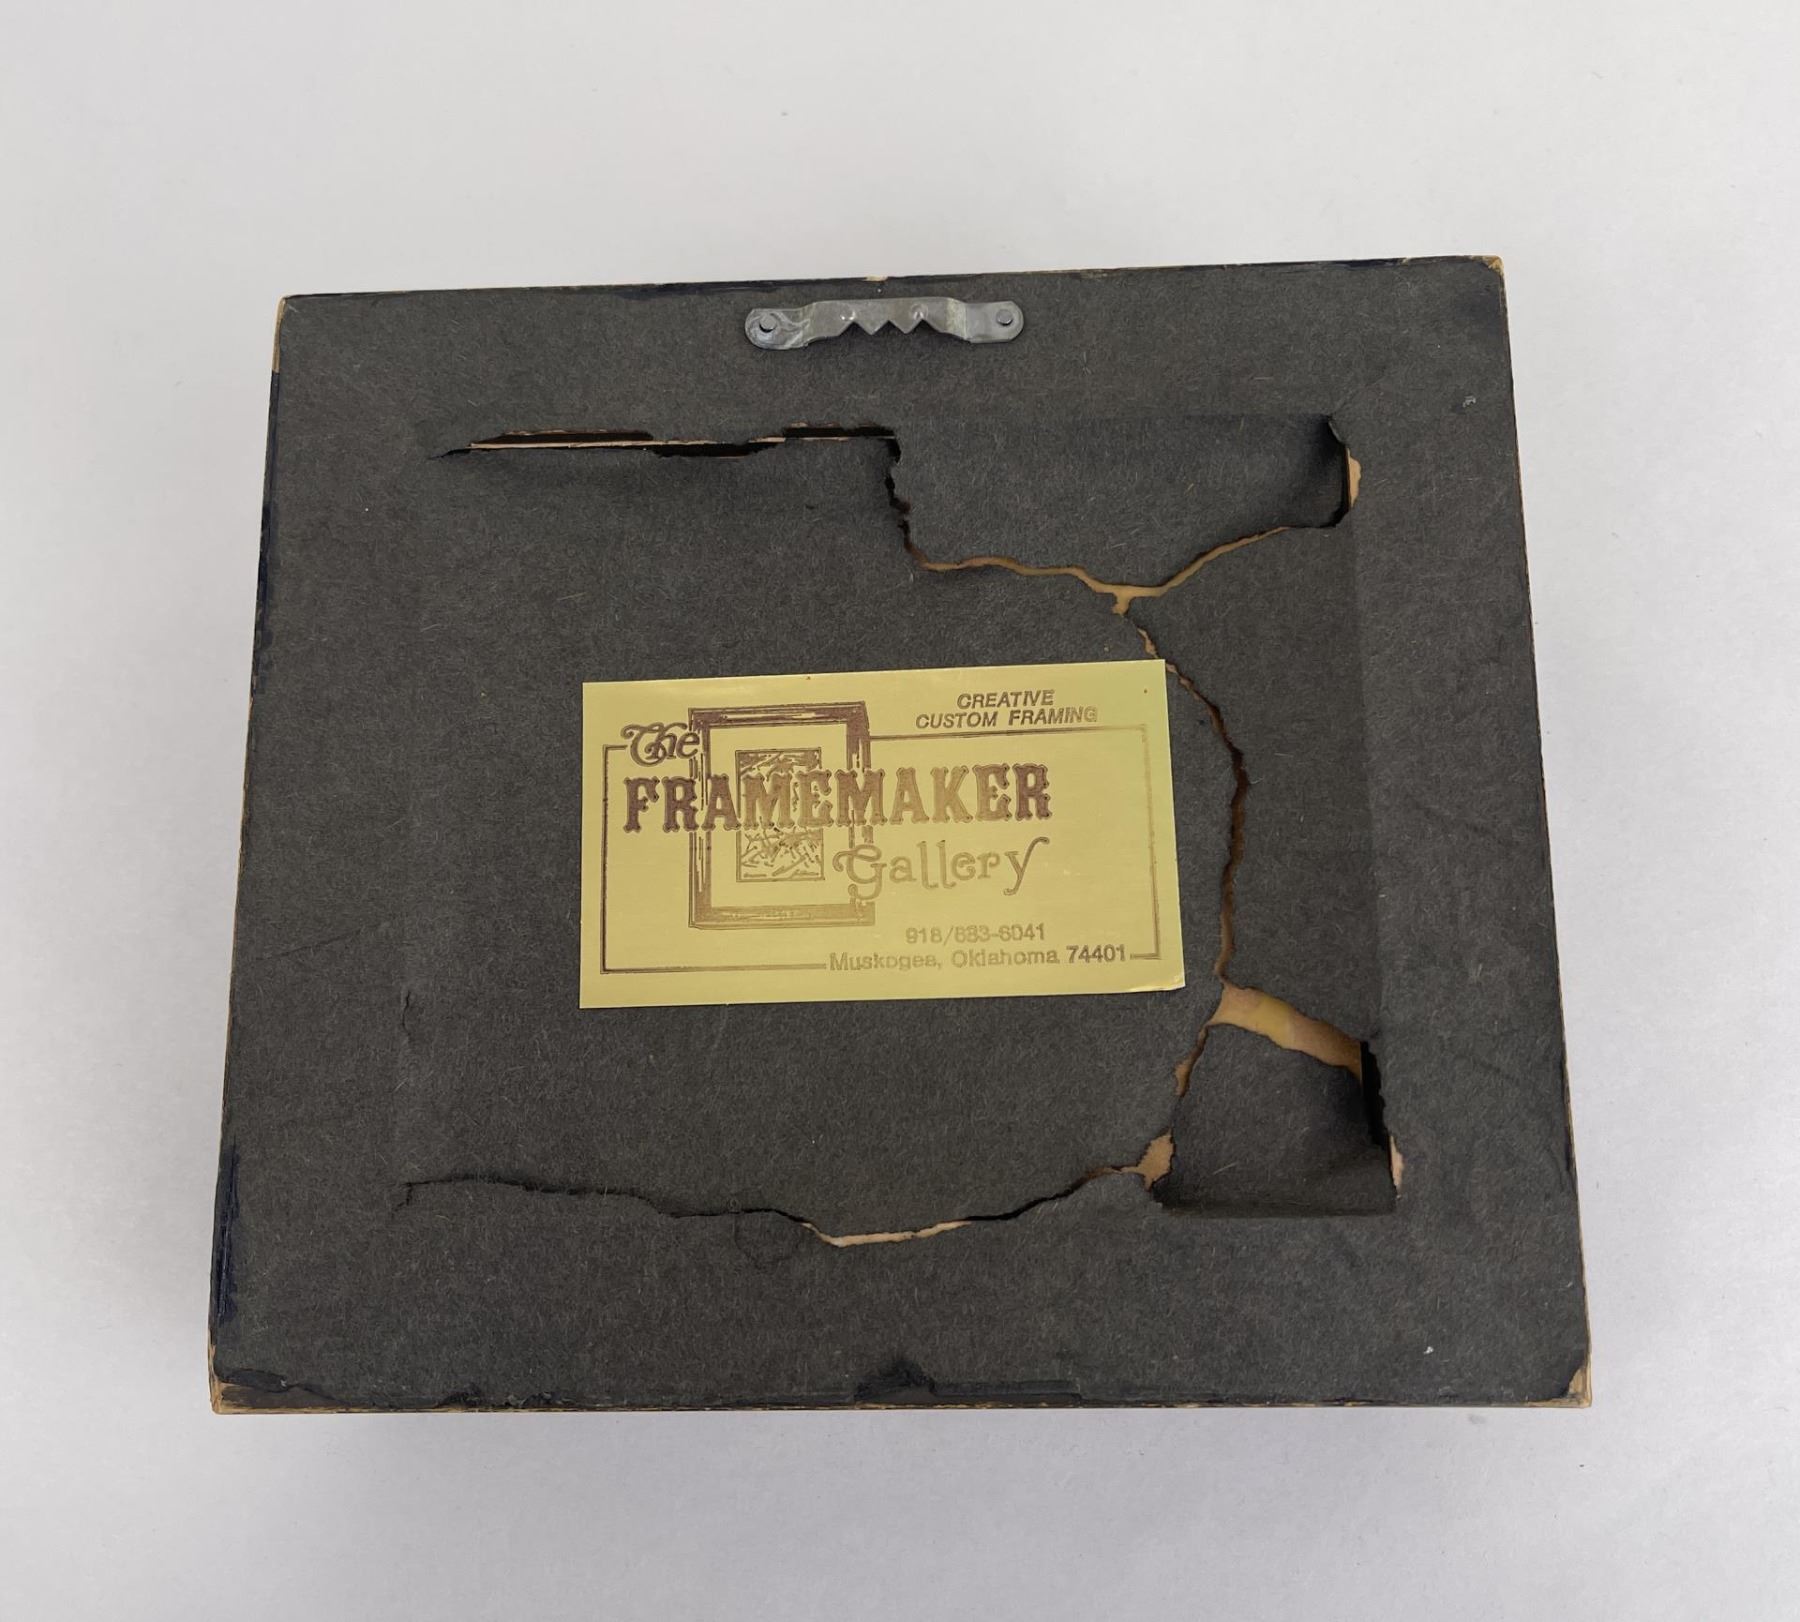 CREATIVE
CUSTOM FRAMING
The
FRAMEMAKER
Gallery
918/683-6041
Muskogee, Oklahoma 74401